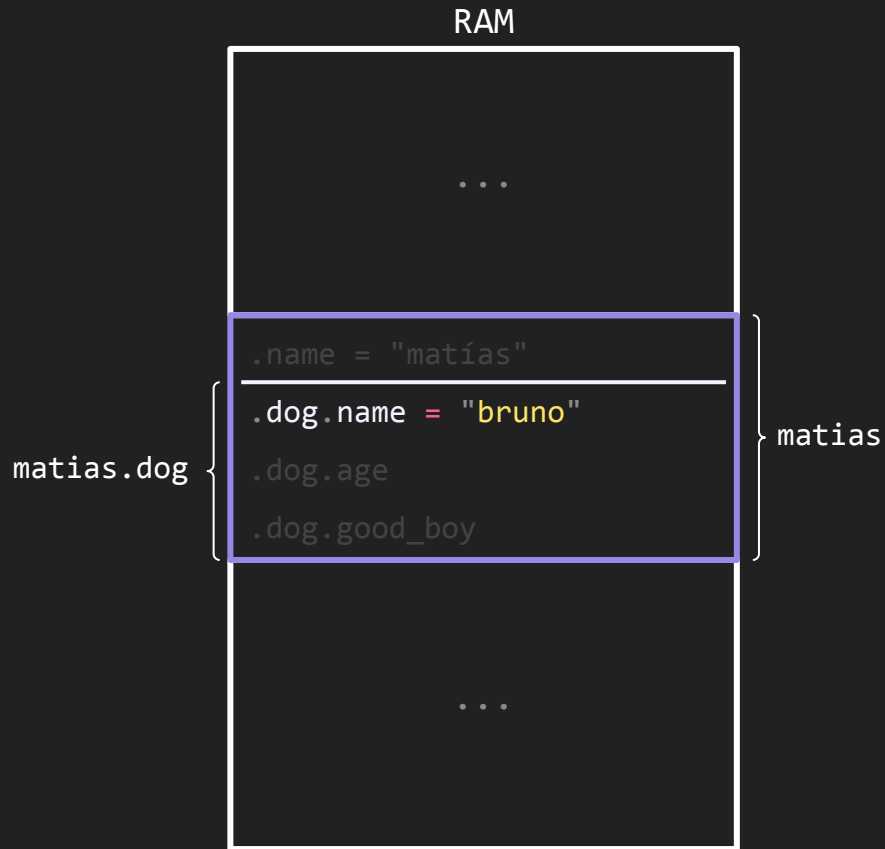 RAM
...
.name = "matías"
.dog.name = "bruno"
matias
matias.dog
.dog.age
.dog.good_boy
...